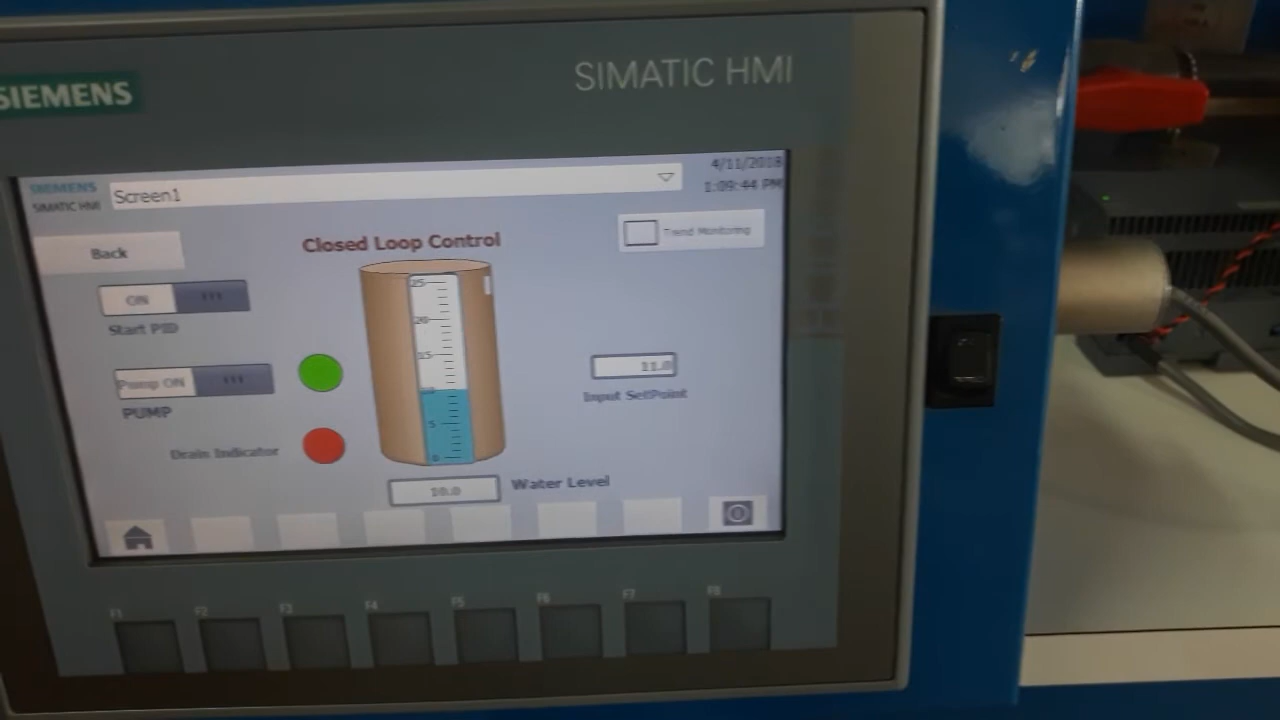 SIEMENS
SIMATIC HMI
SIEMENS
SIMATIC HMI
Screen1
4/11/2018
1:09:44 PM
Back
Closed Loop Control
Trend Monitoring
ON
Start PID
Pump ON
PUMP
Drain Indicator
25
20
15
10
5
0
11.0
Input SetPoint
10.0
Water Level
F1
F2
F3
F4
F5
F6
F7
F8